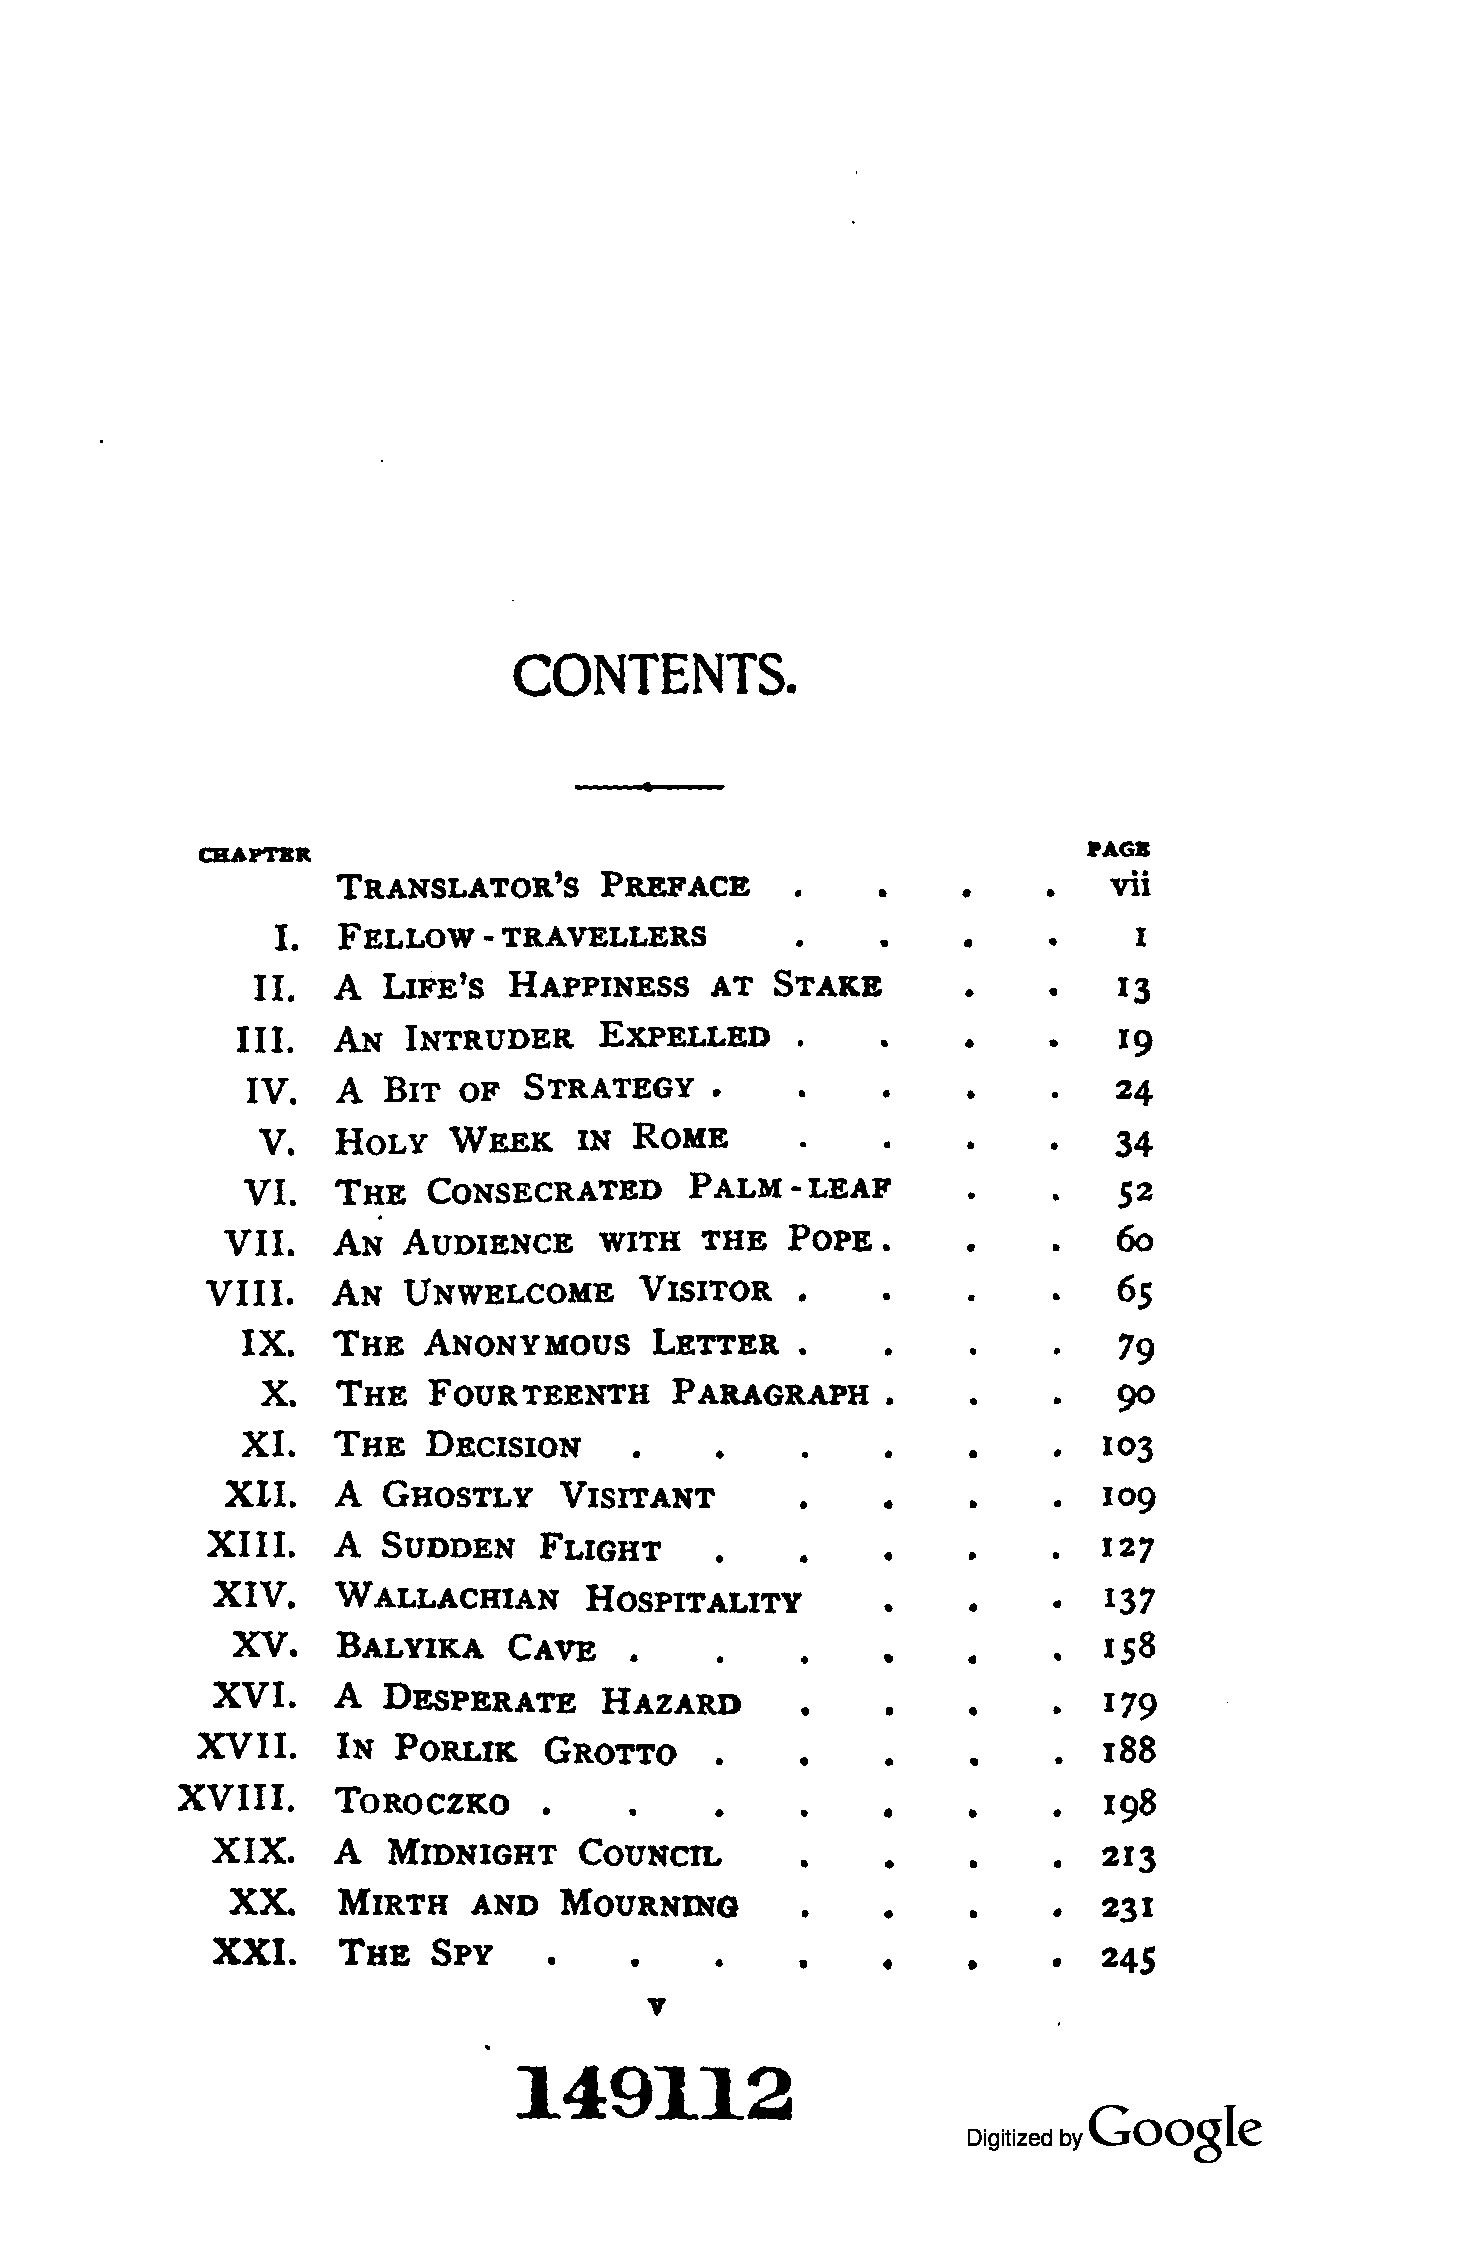 CONTENTS.
CHAPTER PAGE
TRANSLATOR'S PREFACE . . . . vii
I. FELLOW-TRAVELLERS . . . . 1
II. A LIFE'S HAPPINESS AT STAKE . . 13
III. AN INTRUDER EXPELLED . . . . 19
IV. A BIT OF STRATEGY . . . . . 24
V. HOLY WEEK IN ROME . . . . 34
VI. THE CONSECRATED PALM-LEAF . . 52
VII. AN AUDIENCE WITH THE POPE . . . 60
VIII. AN UNWELCOME VISITOR . . . . 65
IX. THE ANONYMOUS LETTER . . . . 79
X. THE FOURTEENTH PARAGRAPH . . . 90
XI. THE DECISION . . . . . . 103
XII. A GHOSTLY VISITANT . . . . 109
XIII. A SUDDEN FLIGHT . . . . . 127
XIV. WALLACHIAN HOSPITALITY . . . 137
XV. BALYIKA CAVE . . . . . . 158
XVI. A DESPERATE HAZARD . . . . 179
XVII. IN PORLIK GROTTO . . . . . 188
XVIII. TOROCZKO . . . . . . . 198
XIX. A MIDNIGHT COUNCIL . . . . 213
XX. MIRTH AND MOURNING . . . . 231
XXI. THE SPY . . . . . . . 245
v
149112
Digitized by Google